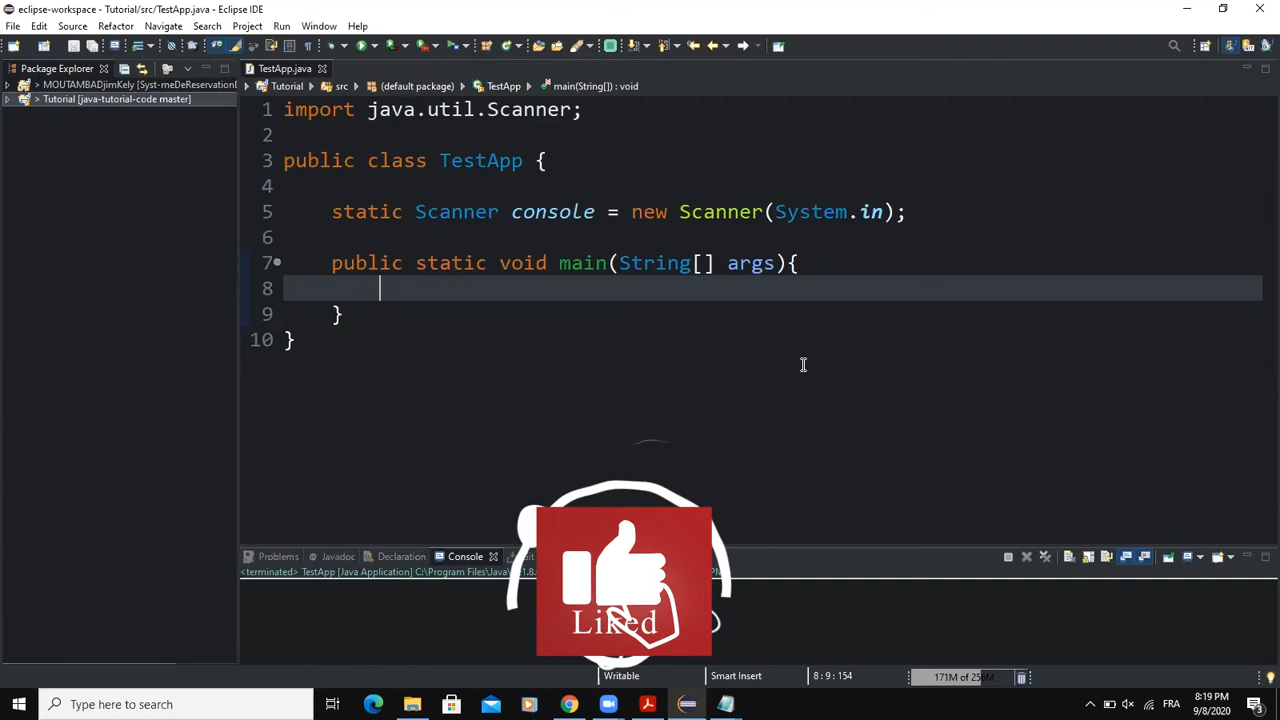 eclipse-workspace - Tutorial/src/TestApp.java - Eclipse IDE
File Edit Source Refactor Navigate Search Project Run Window Help
Package Explorer
TestApp.java
> MOUTAMBADjimKely [Syst-meDeReservationD
> Tutorial [java-tutorial-code master]
Tutorial src (default package) TestApp main(String[]) : void
1 import java.util.Scanner;
2
3 public class TestApp {
4
5 static Scanner console = new Scanner(System.in);
6
7 public static void main(String[] args){
8
9 }
10 }
Problems Javadoc Declaration Console
<terminated> TestApp [Java Application] C:\Program Files\Java\
Liked
Writable Smart Insert 8 : 9 : 154 171M of 256M
Type here to search
FRA
8:19 PM
9/8/2020